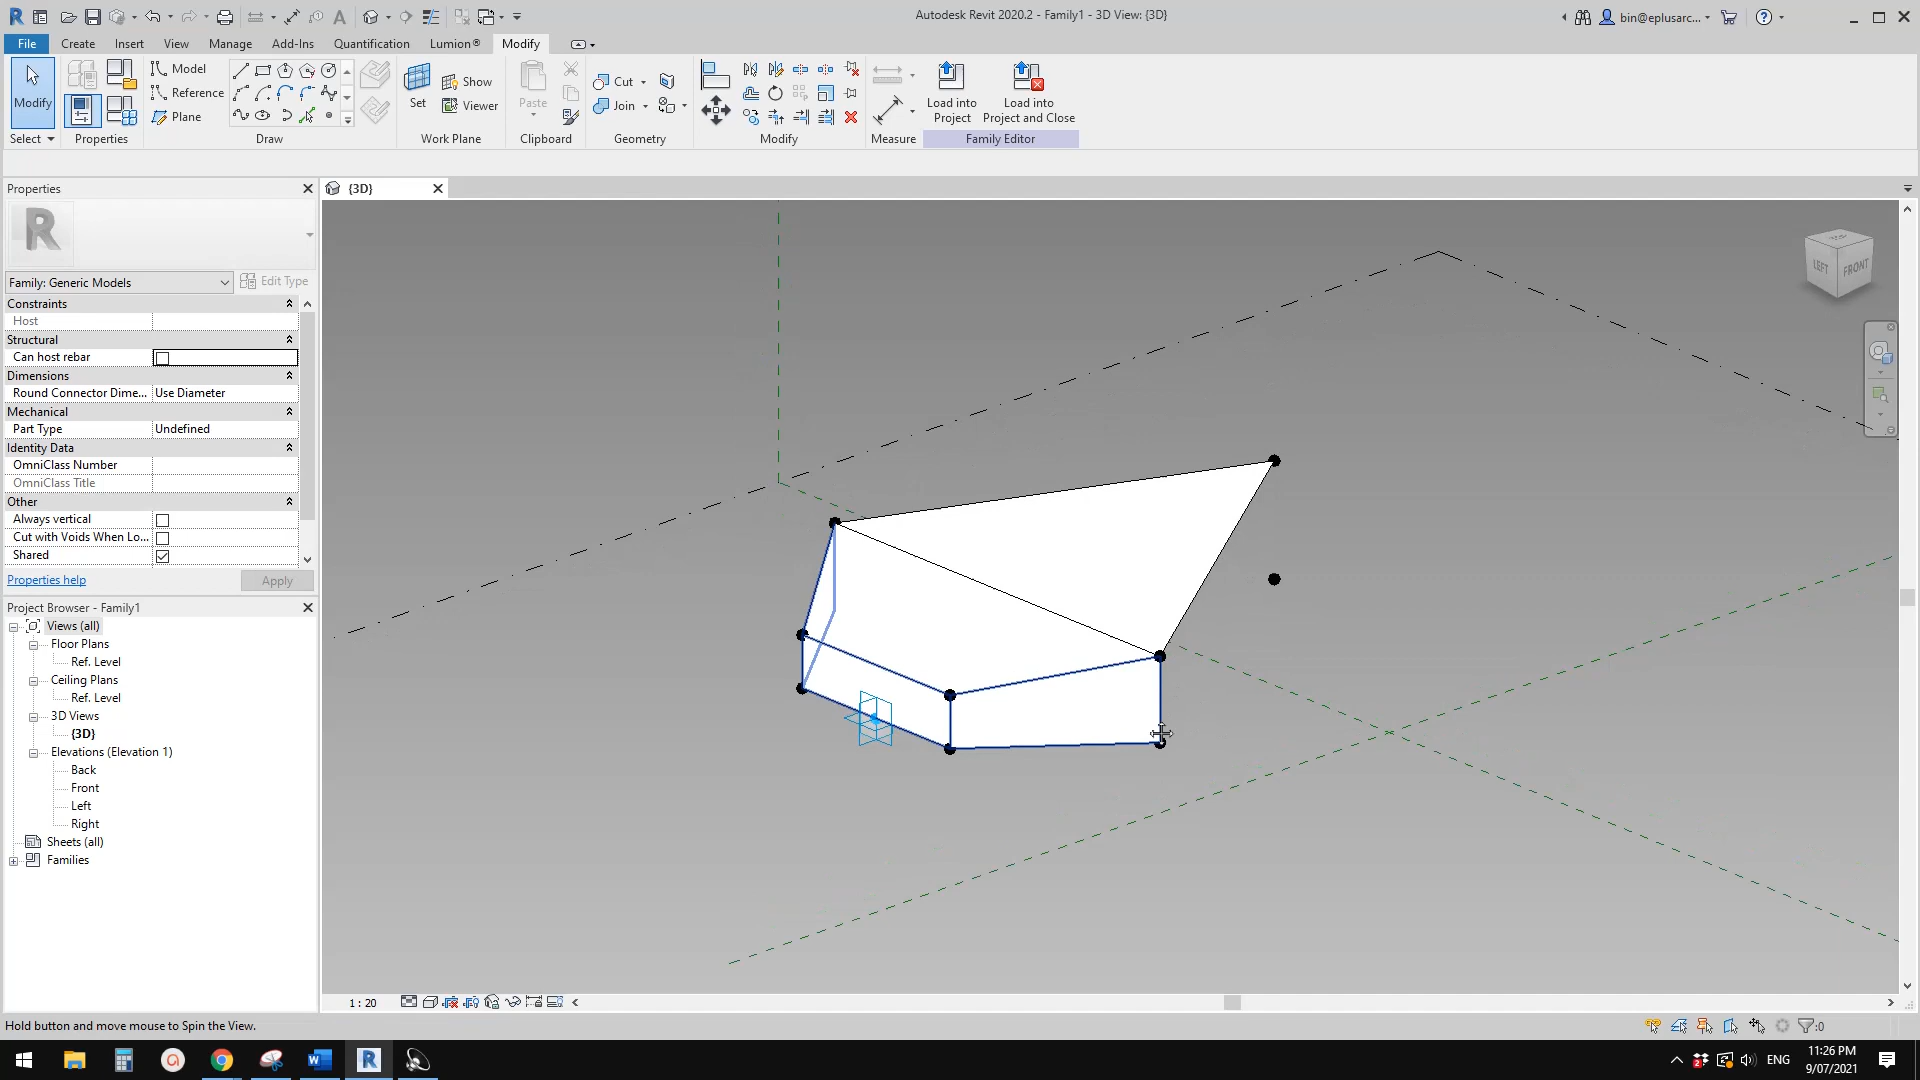 Autodesk Revit 2020.2 - Family1 - 3D View: {3D}
bin@eplusarc...
File Create Insert View Manage Add-Ins Quantification Lumion® Modify
Modify
Model
Reference
Plane
Set
Show
Viewer
Paste
Cut
Join
Load into Project
Load into Project and Close
Select Properties Draw Work Plane Clipboard Geometry Modify Measure Family Editor
Properties
{3D}
R
Family: Generic Models
Edit Type
Constraints
Host
Structural
Can host rebar
Dimensions
Round Connector Dime... Use Diameter
Mechanical
Part Type Undefined
Identity Data
OmniClass Number
OmniClass Title
Other
Always vertical
Cut with Voids When Lo...
Shared
Properties help
Apply
Project Browser - Family1
Views (all)
Floor Plans
Ref. Level
Ceiling Plans
Ref. Level
3D Views
{3D}
Elevations (Elevation 1)
Back
Front
Left
Right
Sheets (all)
Families
TOP
LEFT FRONT
1 : 20
Hold button and move mouse to Spin the View.
:0
ENG
11:26 PM
9/07/2021